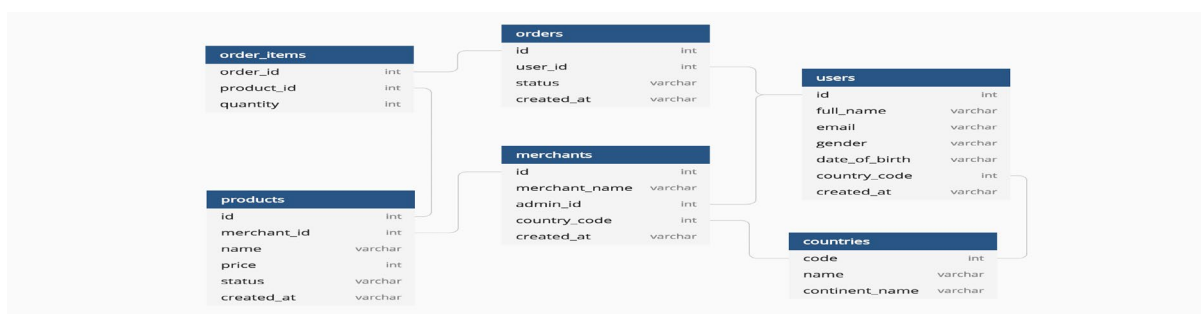 order_items
order_id int
product_id int
quantity int
products
id int
merchant_id int
name varchar
price int
status varchar
created_at varchar
orders
id int
user_id int
status varchar
created_at varchar
merchants
id int
merchant_name varchar
admin_id int
country_code int
created_at varchar
users
id int
full_name varchar
email varchar
gender varchar
date_of_birth varchar
country_code int
created_at varchar
countries
code int
name varchar
continent_name varchar